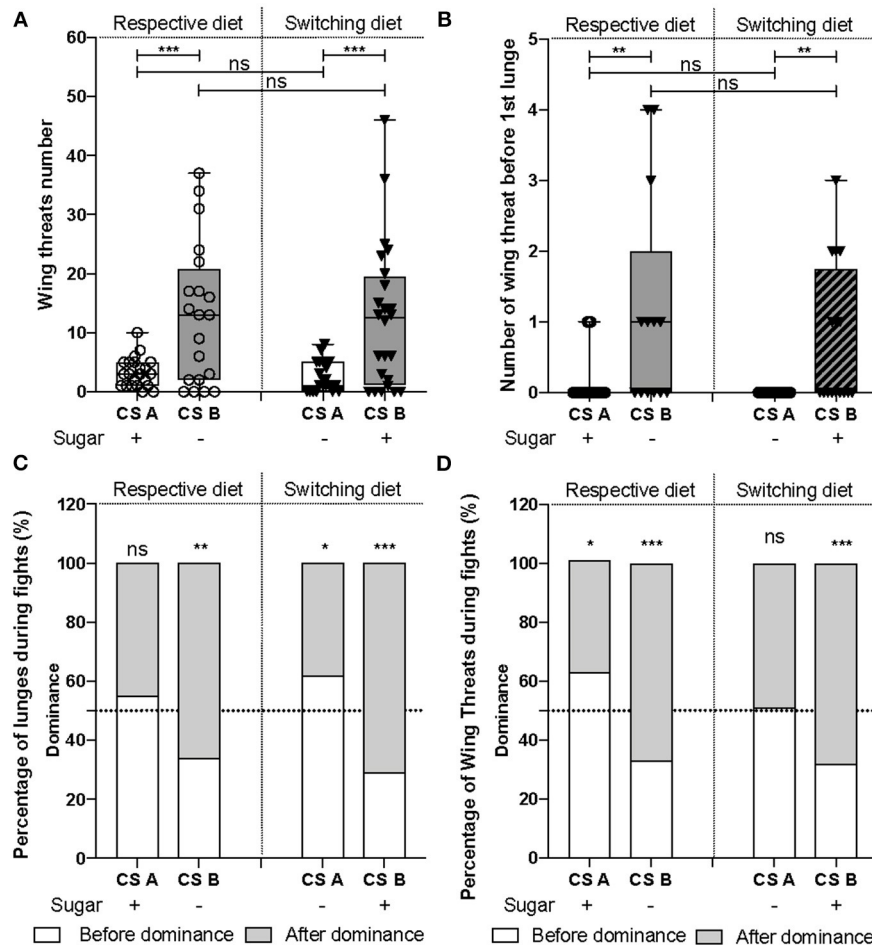 A
Respective diet Switching diet
60
50
40
30
20
10
0
Wing threats number
*** ***
ns
ns
CS A CS B CS A CS B
Sugar + - - +
B
Respective diet Switching diet
5
4
3
2
1
0
Number of wing threat before 1st lunge
** **
ns
ns
CS A CS B CS A CS B
Sugar + - - +
C
Respective diet Switching diet
120
100
80
60
40
20
0
Percentage of lunges during fights (%)
Dominance
ns ** * ***
CS A CS B CS A CS B
Sugar + - - +
Before dominance After dominance
D
Respective diet Switching diet
120
100
80
60
40
20
0
Percentage of Wing Threats during fights (%)
Dominance
* *** ns ***
CS A CS B CS A CS B
Sugar + - - +
Before dominance After dominance